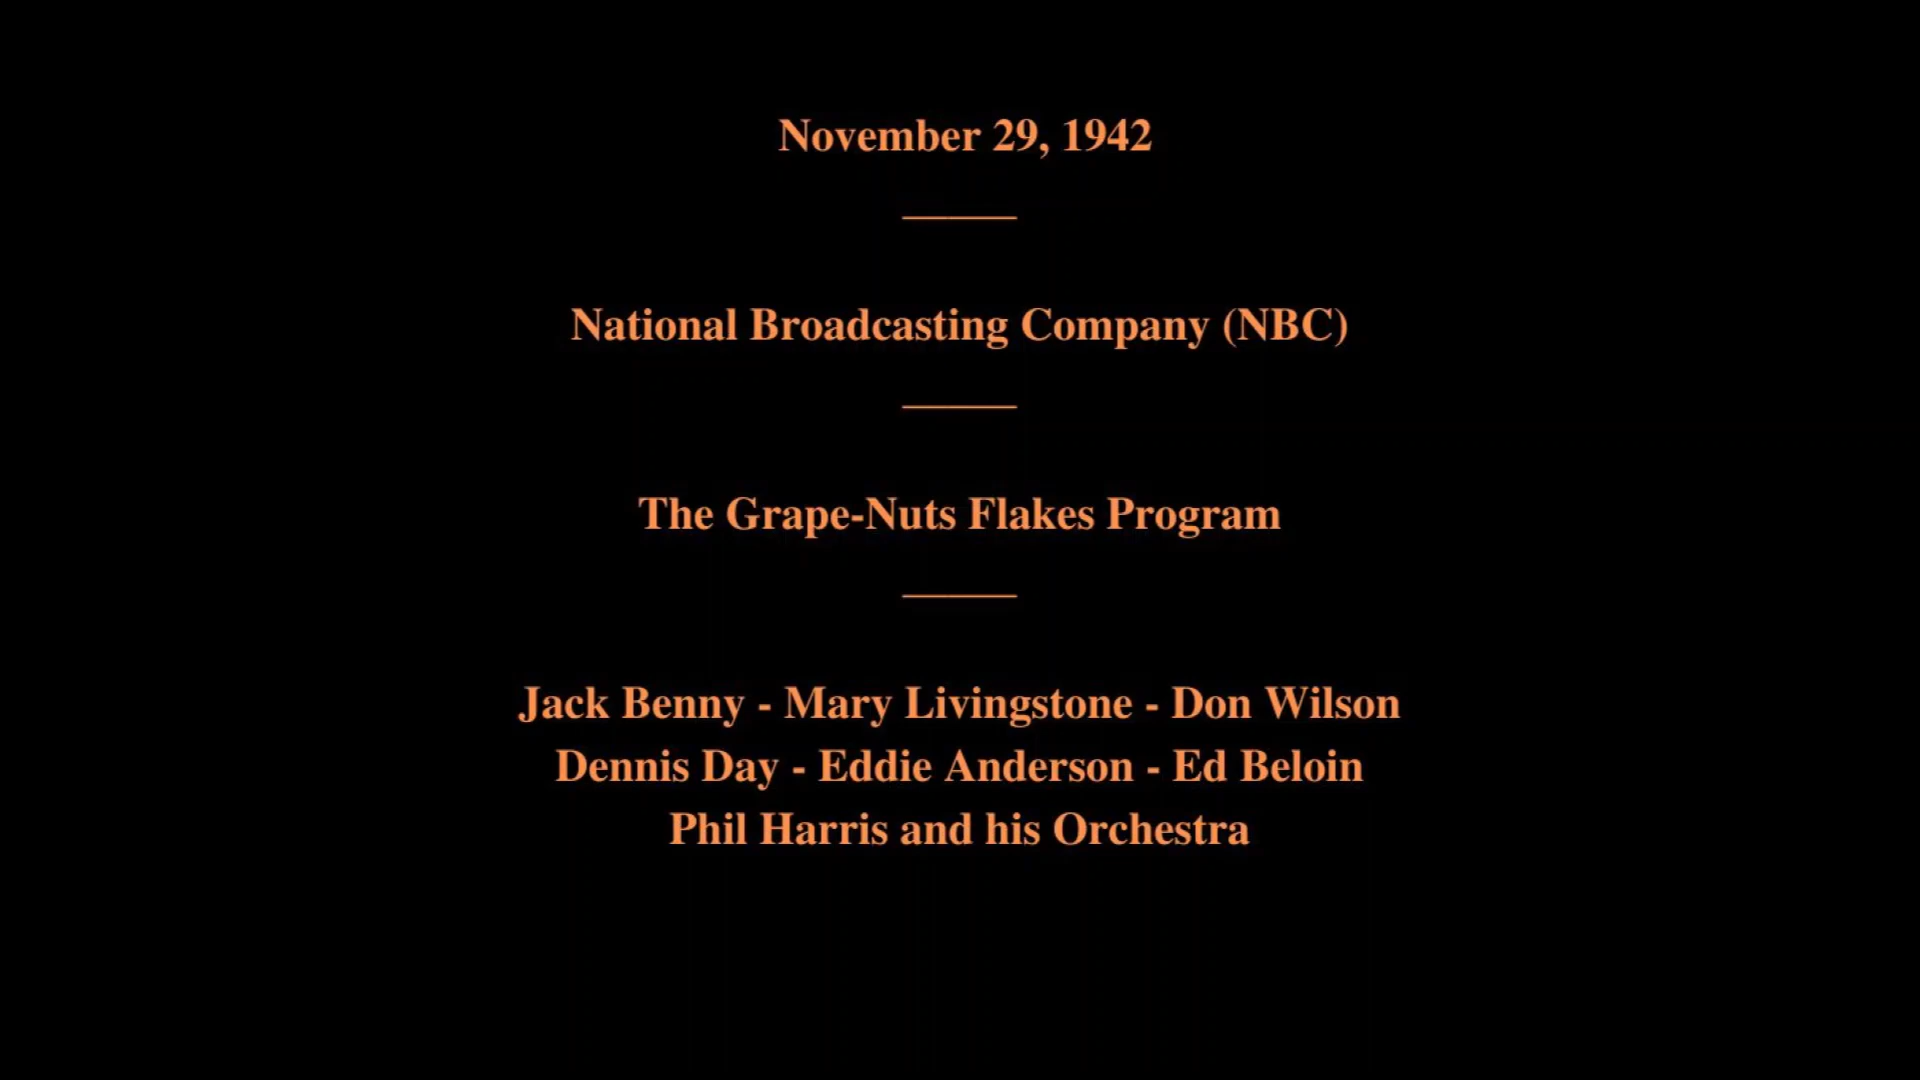 November 29, 1942
National Broadcasting Company (NBC)
The Grape-Nuts Flakes Program
Jack Benny - Mary Livingstone - Don Wilson
Dennis Day - Eddie Anderson - Ed Beloin
Phil Harris and his Orchestra